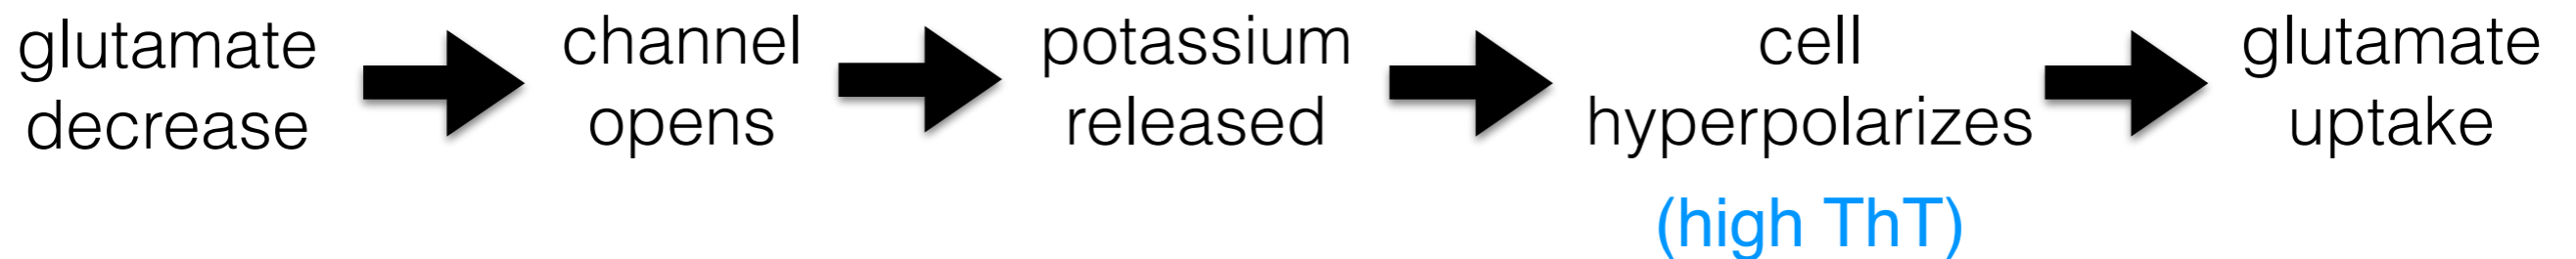 glutamate
decrease
channel
opens
potassium
released
cell
hyperpolarizes
(high ThT)
glutamate
uptake